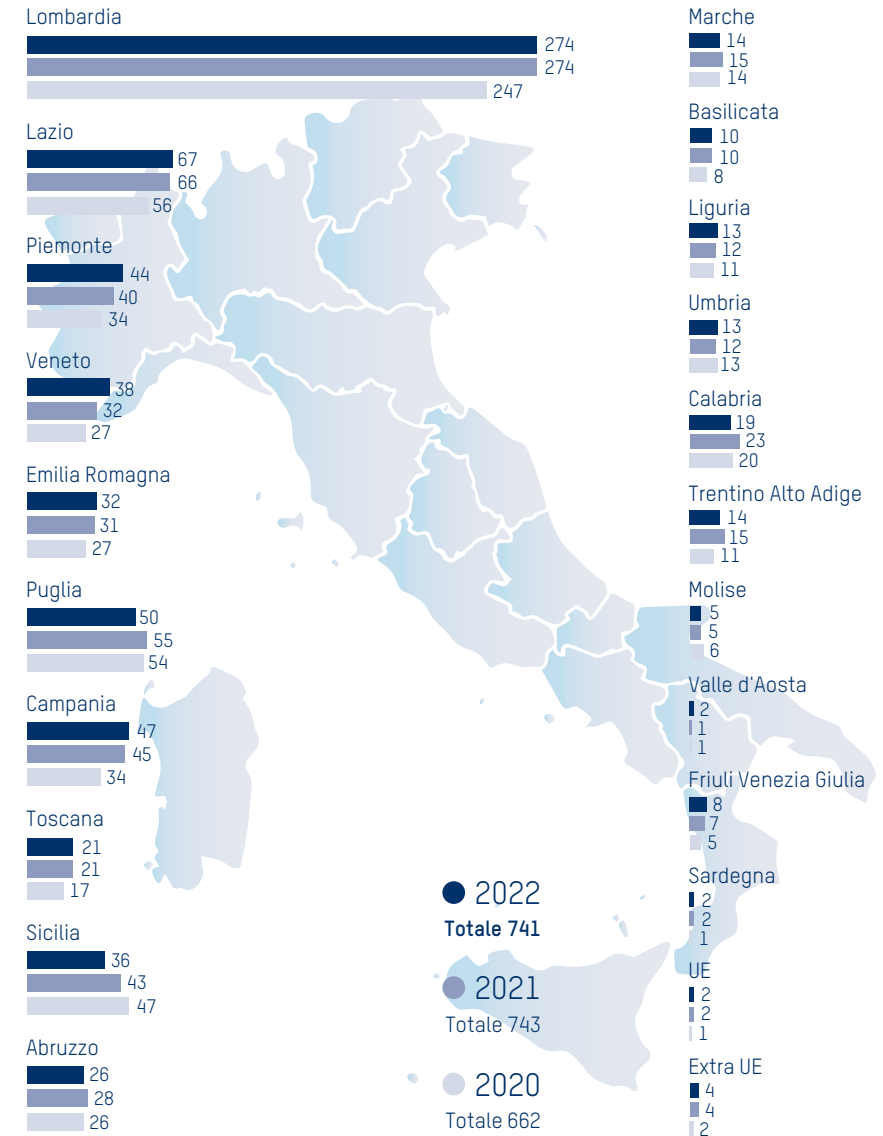 Lombardia
274
274
247
Lazio
67
66
56
Piemonte
44
40
34
Veneto
38
32
27
Emilia Romagna
32
31
27
Puglia
50
55
54
Campania
47
45
34
Toscana
21
21
17
Sicilia
36
43
47
Abruzzo
26
28
26
2022
Totale 741
2021
Totale 743
2020
Totale 662
Marche
14
15
14
Basilicata
10
10
8
Liguria
13
12
11
Umbria
13
12
13
Calabria
19
23
20
Trentino Alto Adige
14
15
11
Molise
5
5
6
Valle d'Aosta
2
1
1
Friuli Venezia Giulia
8
7
5
Sardegna
2
2
1
UE
2
2
1
Extra UE
4
4
2